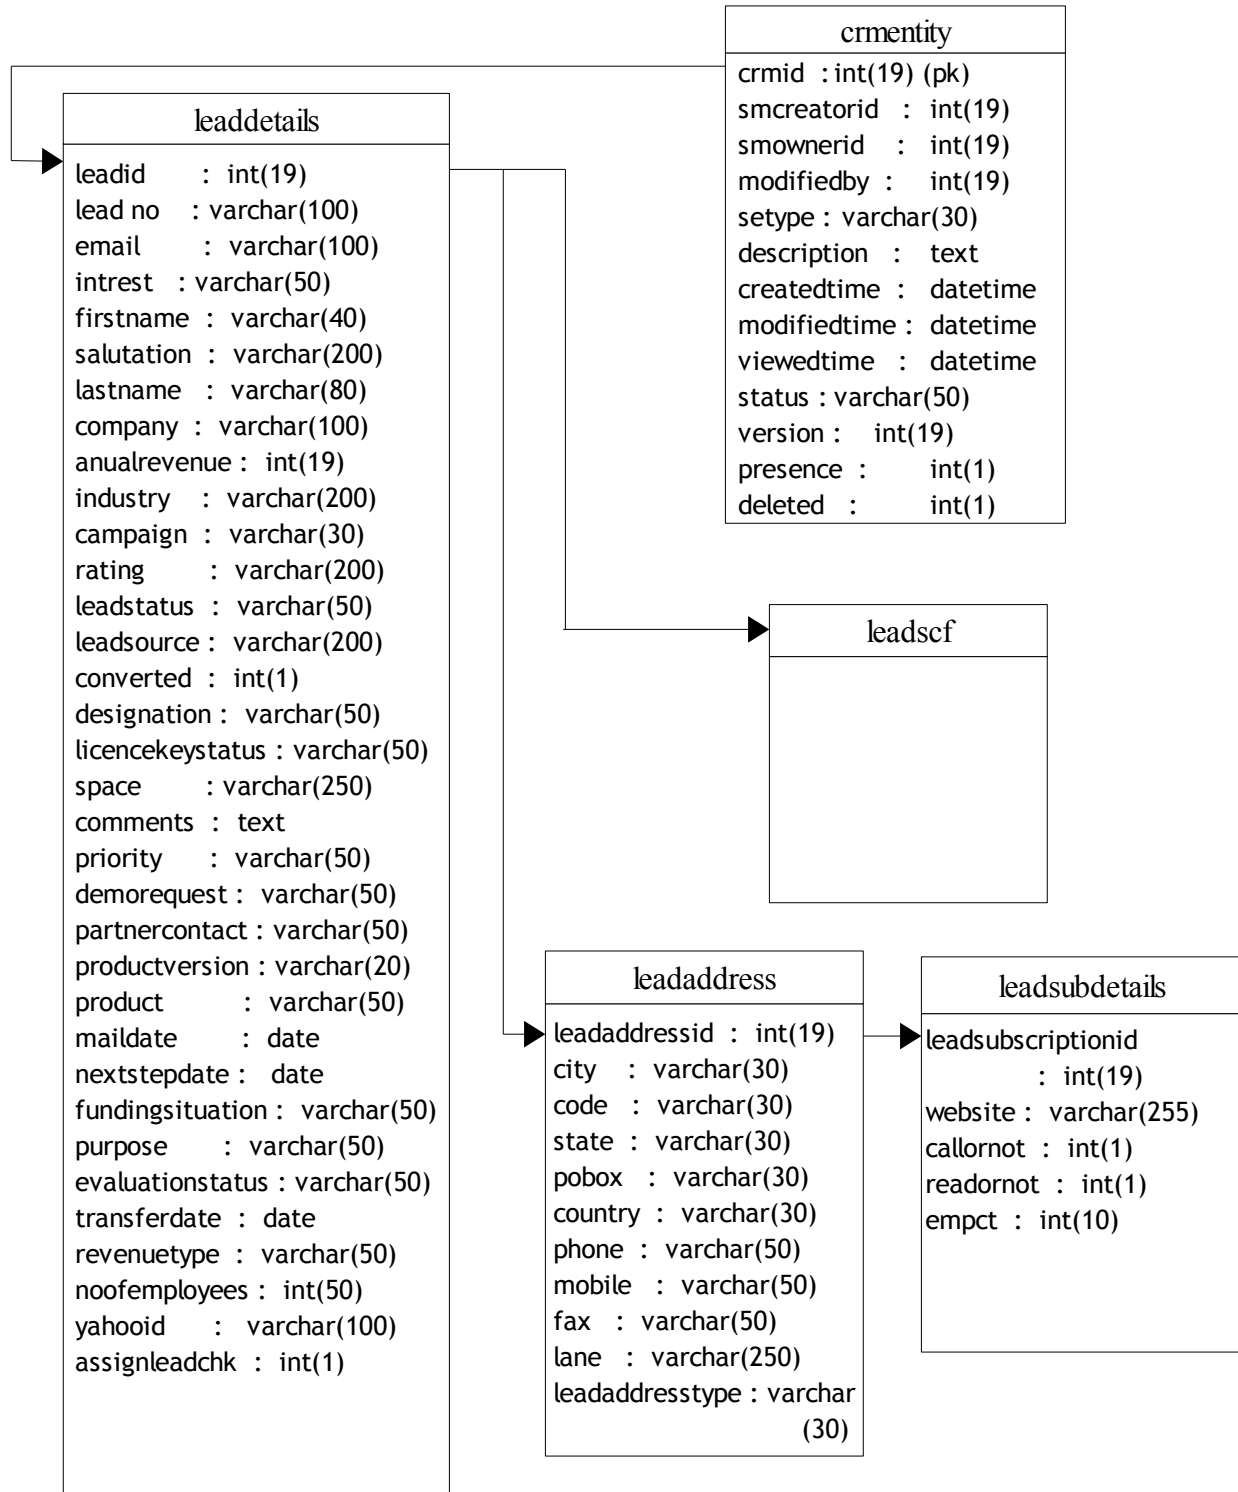 crmentity
crmid : int(19) (pk)
smcreatorid : int(19)
smownerid : int(19)
modifiedby : int(19)
setype : varchar(30)
description : text
createdtime : datetime
modifiedtime : datetime
viewedtime : datetime
status : varchar(50)
version : int(19)
presence : int(1)
deleted : int(1)
leaddetails
leadid : int(19)
lead no : varchar(100)
email : varchar(100)
intrest : varchar(50)
firstname : varchar(40)
salutation : varchar(200)
lastname : varchar(80)
company : varchar(100)
anualrevenue : int(19)
industry : varchar(200)
campaign : varchar(30)
rating : varchar(200)
leadstatus : varchar(50)
leadsource : varchar(200)
converted : int(1)
designation : varchar(50)
licencekeystatus : varchar(50)
space : varchar(250)
comments : text
priority : varchar(50)
demorequest : varchar(50)
partnercontact : varchar(50)
productversion : varchar(20)
product : varchar(50)
maildate : date
nextstepdate : date
fundingsituation : varchar(50)
purpose : varchar(50)
evaluationstatus : varchar(50)
transferdate : date
revenuetype : varchar(50)
noofemployees : int(50)
yahooid : varchar(100)
assignleadchk : int(1)
leadscf
leadaddress
leadaddressid : int(19)
city : varchar(30)
code : varchar(30)
state : varchar(30)
pobox : varchar(30)
country : varchar(30)
phone : varchar(50)
mobile : varchar(50)
fax : varchar(50)
lane : varchar(250)
leadaddresstype : varchar
(30)
leadsubdetails
leadsubscriptionid
: int(19)
website : varchar(255)
callornot : int(1)
readornot : int(1)
empct : int(10)